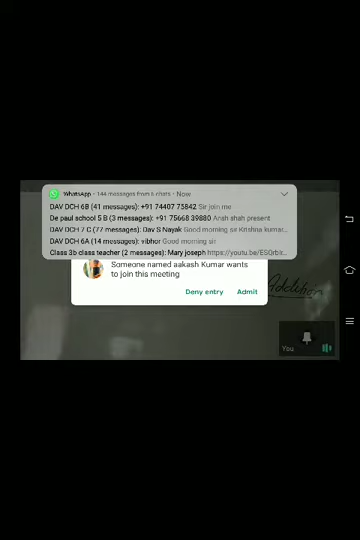 WhatsApp · 144 messages from 6 chats · Now
DAV DCH 6B (41 messages): +91 74407 75842 Sir join me
De paul school 5 B (3 messages): +91 75668 39880 Ansh shah present
DAV DCH 7 C (77 messages): Dav S Nayak Good morning sir Krishna kumar...
DAV DCH 6A (14 messages): vibhor Good morning sir
Class 3b class teacher (2 messages): Mary joseph https://youtu.be/ESQrbIr...
Someone named aakash Kumar wants
to join this meeting
Deny entry Admit
Addition
You